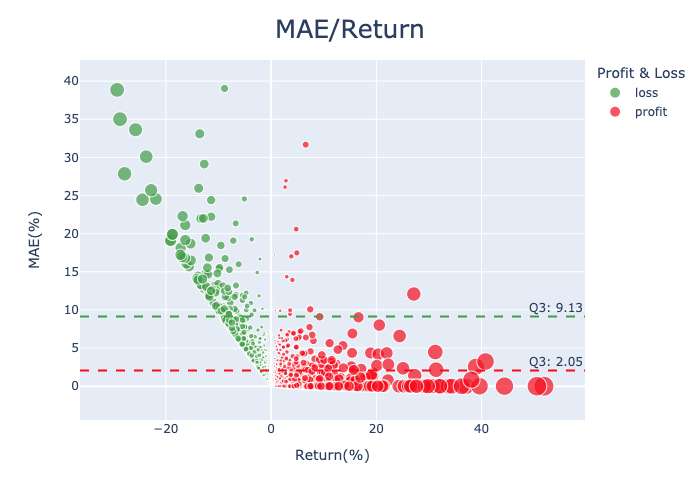 MAE/Return
Profit & Loss
loss
profit
MAE(%)
40
35
30
25
20
15
10
5
0
Q3: 9.13
Q3: 2.05
−20
0
20
40
Return(%)